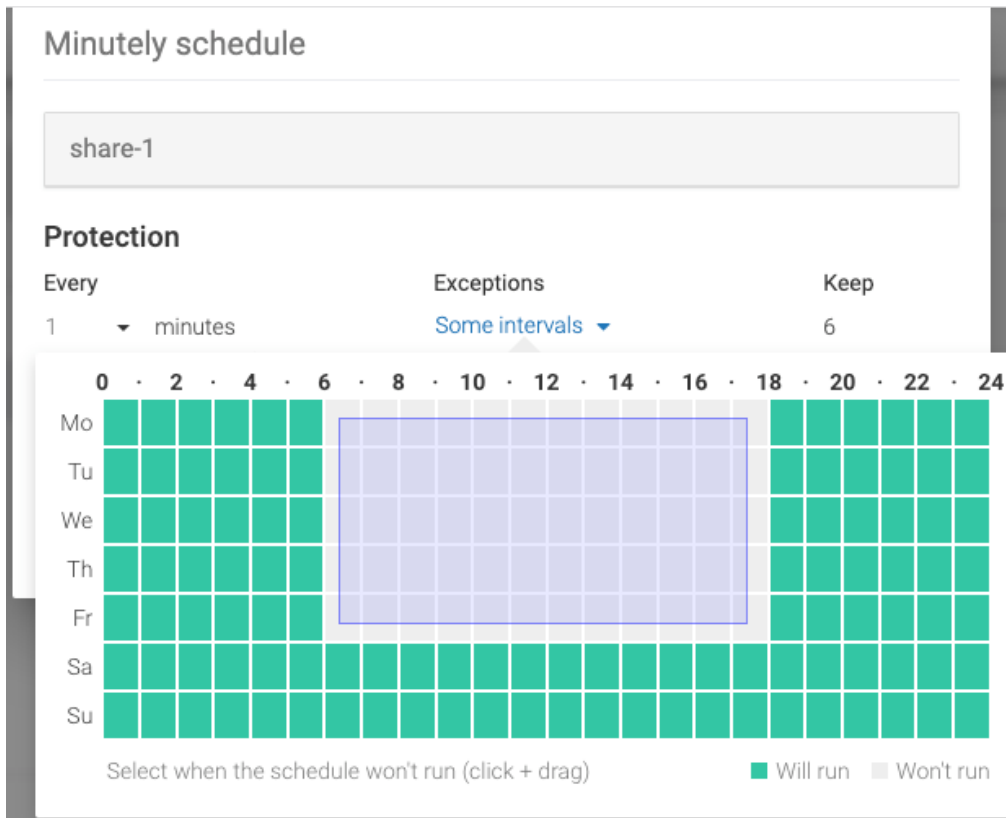 Minutely schedule
share-1
Protection
Every Exceptions Keep
1 minutes Some intervals 6
0 · 2 · 4 · 6 · 8 · 10 · 12 · 14 · 16 · 18 · 20 · 22 · 24
Mo
Tu
We
Th
Fr
Sa
Su
Select when the schedule won't run (click + drag) Will run Won't run